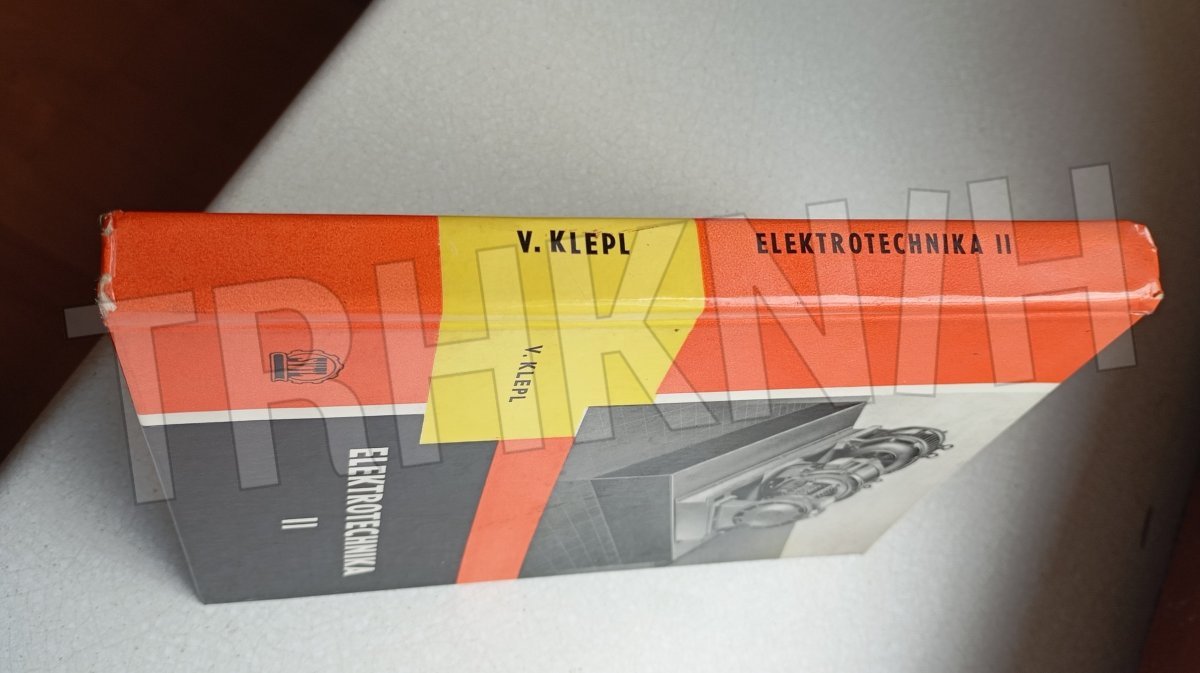 V. KLEPL
ELEKTROTECHNIKA II
V. KLEPL
ELEKTROTECHNIKA
II
TRHKNIH